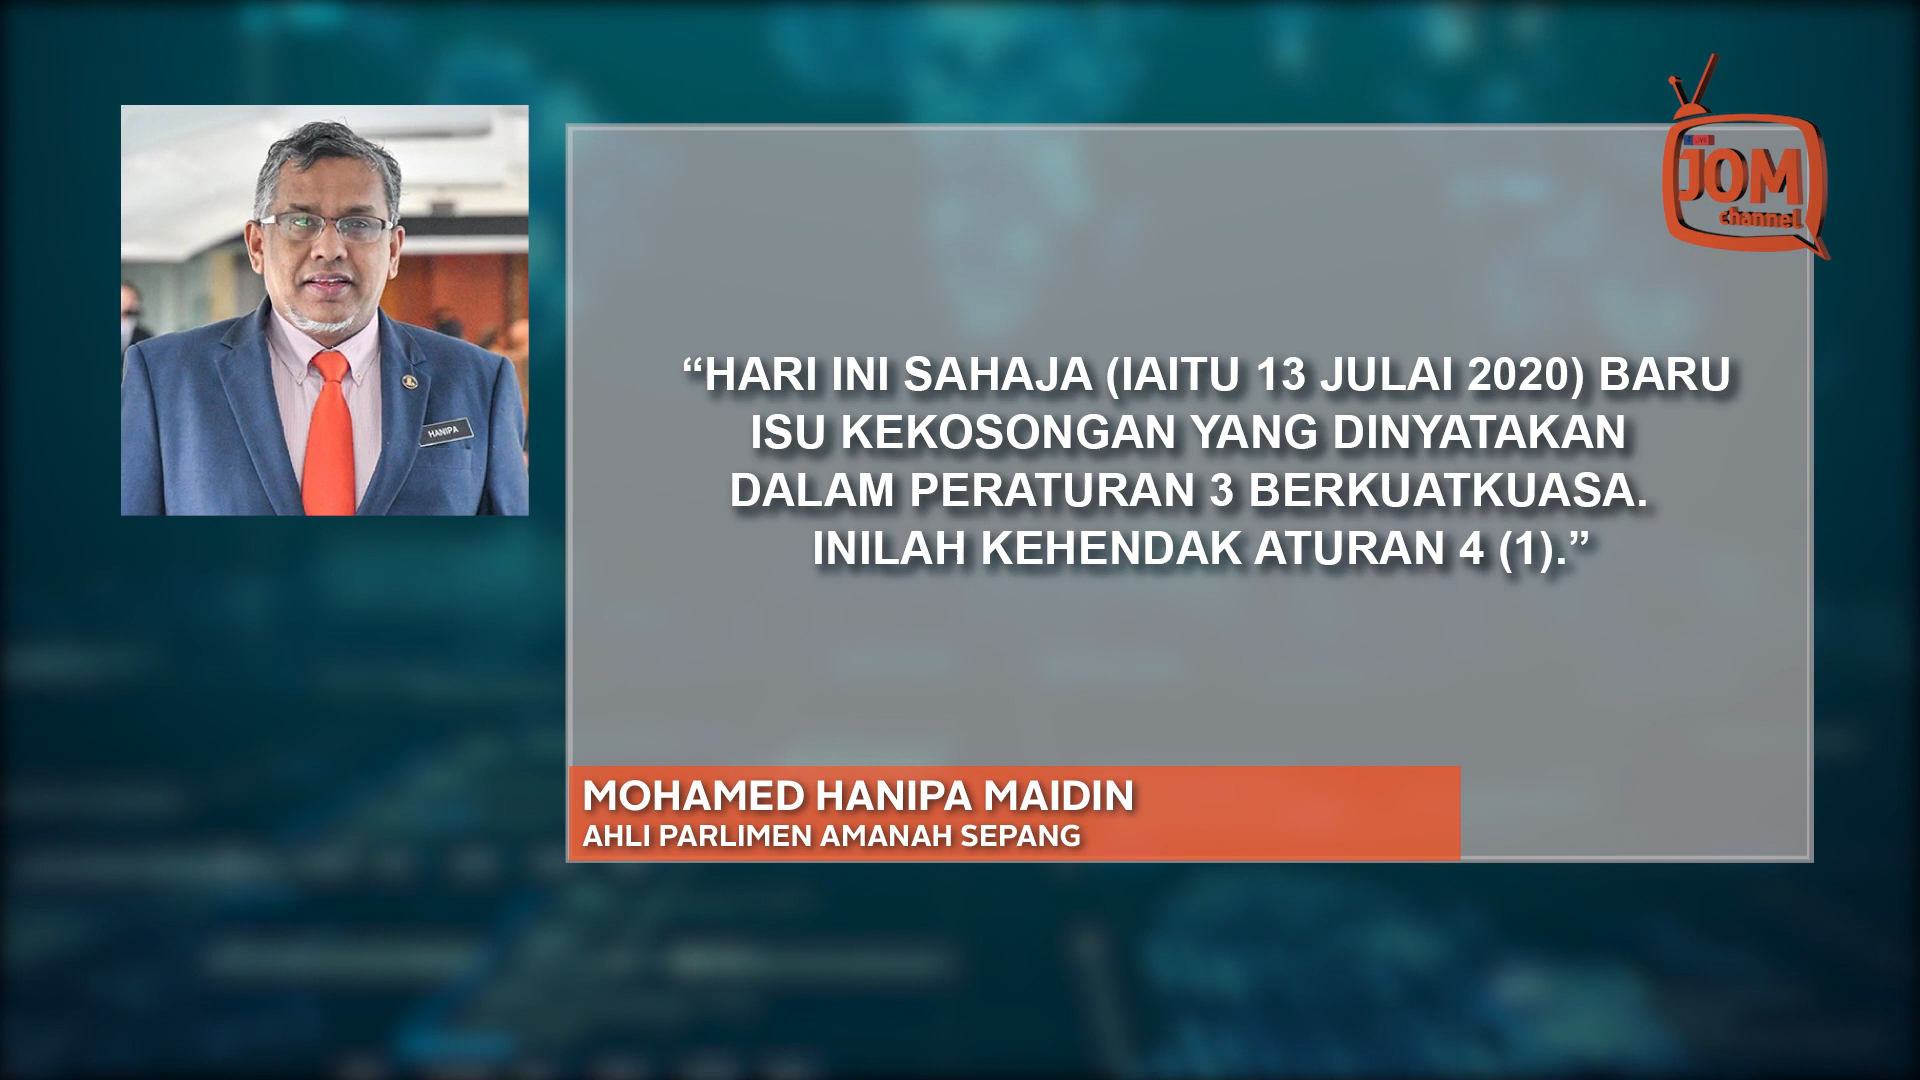 JOM
channel
HANIPA
“HARI INI SAHAJA (IAITU 13 JULAI 2020) BARU
ISU KEKOSONGAN YANG DINYATAKAN
DALAM PERATURAN 3 BERKUATKUASA.
INILAH KEHENDAK ATURAN 4 (1).”
MOHAMED HANIPA MAIDIN
AHLI PARLIMEN AMANAH SEPANG